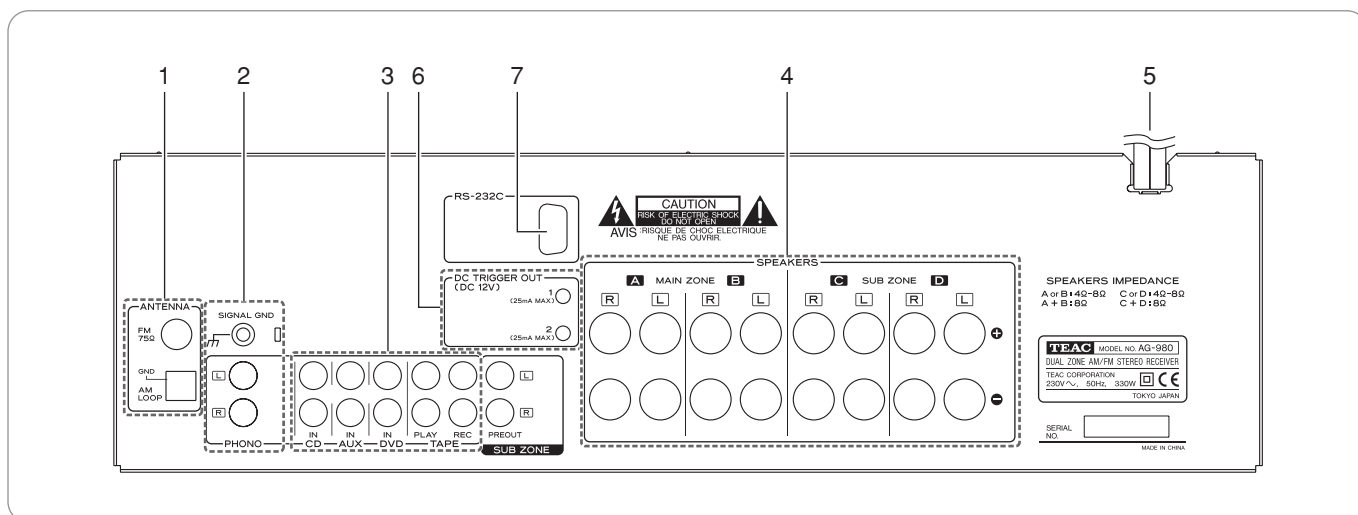 1 2 3 6 7 4 5
RS-232C
CAUTION
RISK OF ELECTRIC SHOCK
DO NOT OPEN
AVIS :RISQUE DE CHOC ELECTRIQUE
NE PAS OUVRIR.
DC TRIGGER OUT
(DC 12V)
1
(25mA MAX)
2
(25mA MAX)
SPEAKERS
A MAIN ZONE B C SUB ZONE D
R L R L R L R L
+
−
ANTENNA
FM
75Ω
GND
AM
LOOP
SIGNAL GND
L
R
PHONO
IN IN IN PLAY REC
CD AUX DVD TAPE
L
R
PREOUT
SUB ZONE
SPEAKERS IMPEDANCE
A or B:4Ω-8Ω C or D:4Ω-8Ω
A + B:8Ω C + D:8Ω
TEAC MODEL NO. AG-980
DUAL ZONE AM/FM STEREO RECEIVER
TEAC CORPORATION
230V~, 50Hz, 330W CE
TOKYO JAPAN
SERIAL
NO.
MADE IN CHINA